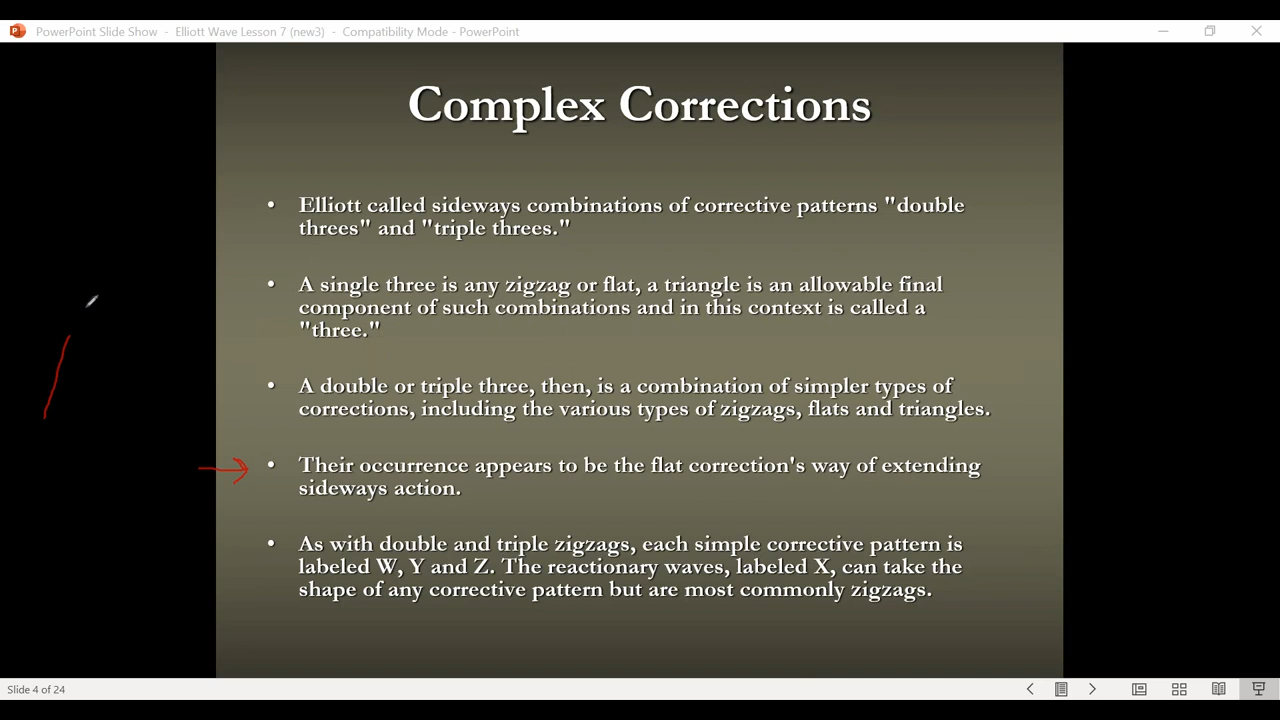 PowerPoint Slide Show - Elliott Wave Lesson 7 (new3) - Compatibility Mode - PowerPoint
Complex Corrections
• Elliott called sideways combinations of corrective patterns "double
threes" and "triple threes."
• A single three is any zigzag or flat, a triangle is an allowable final
component of such combinations and in this context is called a
"three."
• A double or triple three, then, is a combination of simpler types of
corrections, including the various types of zigzags, flats and triangles.
• Their occurrence appears to be the flat correction's way of extending
sideways action.
• As with double and triple zigzags, each simple corrective pattern is
labeled W, Y and Z. The reactionary waves, labeled X, can take the
shape of any corrective pattern but are most commonly zigzags.
Slide 4 of 24